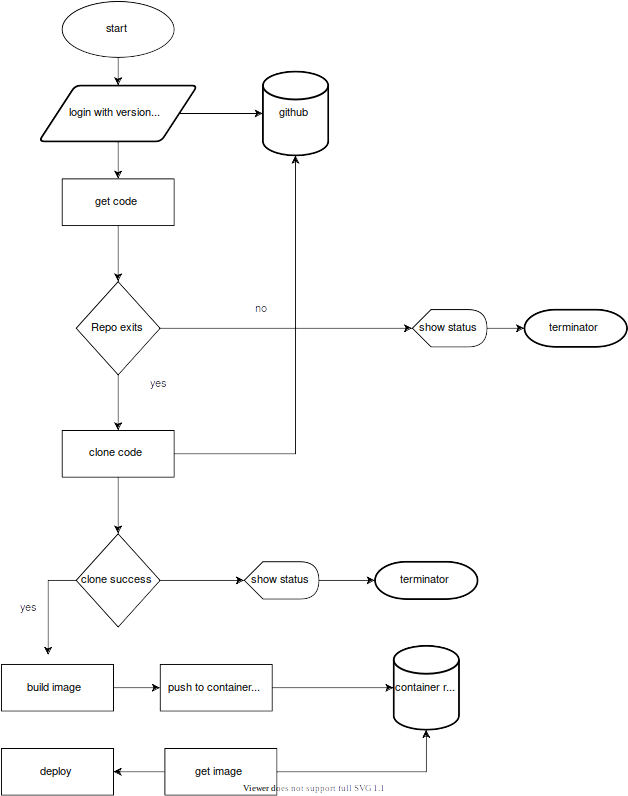 start
login with version...
github
get code
no
Repo exits
show status
terminator
yes
clone code
clone success
show status
terminator
yes
build image
push to container...
container r...
deploy
get image
Viewer does not support full SVG 1.1